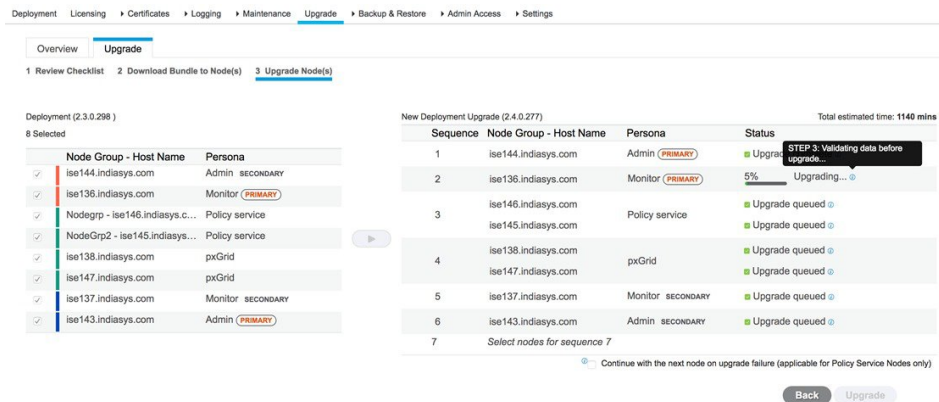 Deployment Licensing Certificates Logging Maintenance Upgrade Backup & Restore Admin Access Settings
Overview Upgrade
1 Review Checklist 2 Download Bundle to Node(s) 3 Upgrade Node(s)
Deployment (2.3.0.298 )
8 Selected
Node Group - Host Name Persona
ise144.indiasys.com Admin SECONDARY
ise136.indiasys.com Monitor PRIMARY
Nodegrp - ise146.indiasys.c... Policy service
NodeGrp2 - ise145.indiasys... Policy service
ise138.indiasys.com pxGrid
ise147.indiasys.com pxGrid
ise137.indiasys.com Monitor SECONDARY
ise143.indiasys.com Admin PRIMARY
New Deployment Upgrade (2.4.0.277) Total estimated time: 1140 mins
Sequence Node Group - Host Name Persona Status
STEP 3: Validating data before
upgrade...
1 ise144.indiasys.com Admin PRIMARY
2 ise136.indiasys.com Monitor PRIMARY 5% Upgrading...
ise146.indiasys.com Upgrade queued
3 Policy service
ise145.indiasys.com Upgrade queued
ise138.indiasys.com Upgrade queued
4 pxGrid
ise147.indiasys.com Upgrade queued
5 ise137.indiasys.com Monitor SECONDARY Upgrade queued
6 ise143.indiasys.com Admin SECONDARY Upgrade queued
7 Select nodes for sequence 7
Continue with the next node on upgrade failure (applicable for Policy Service Nodes only)
Back Upgrade